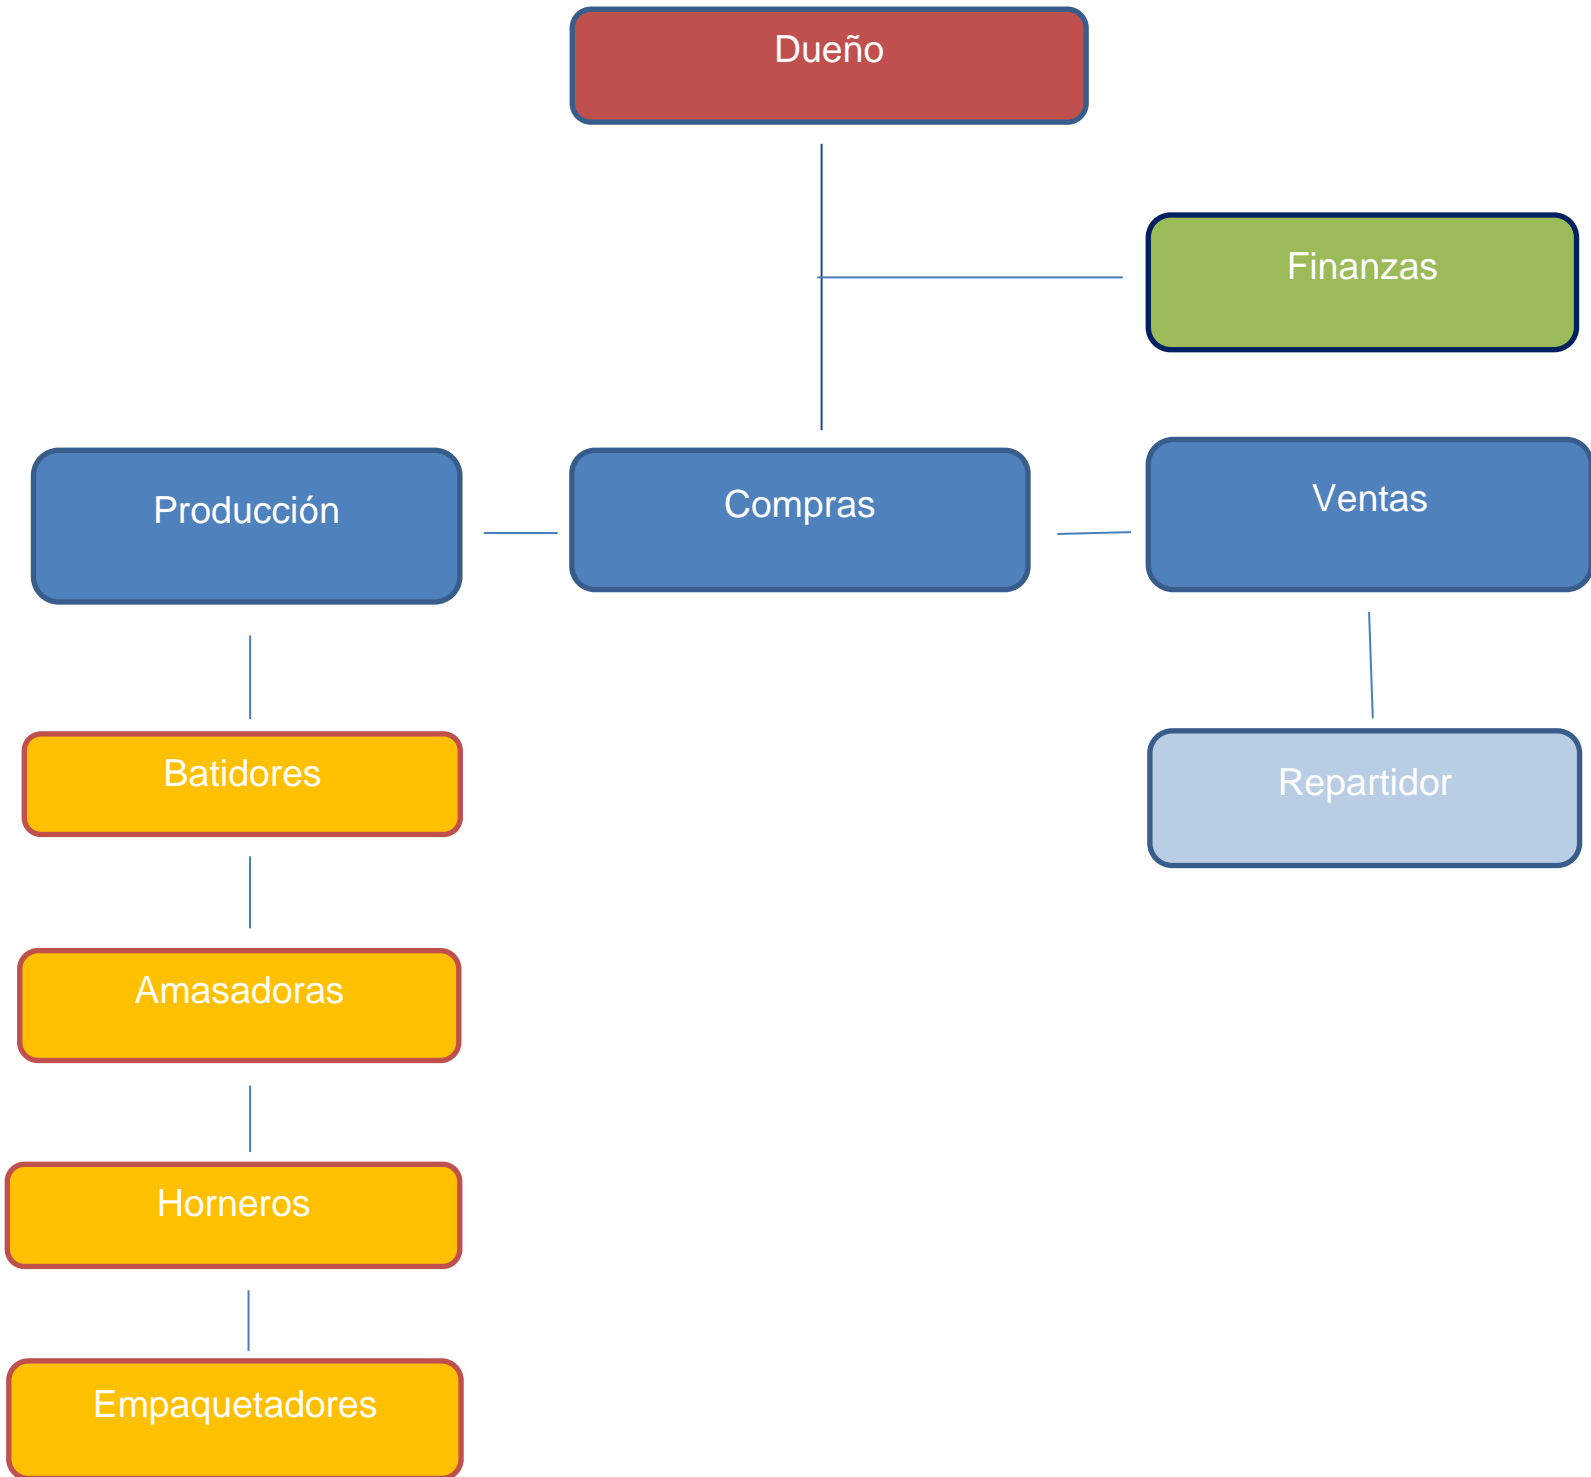 Dueño
Finanzas
Producción
Compras
Ventas
Batidores
Repartidor
Amasadoras
Horneros
Empaquetadores